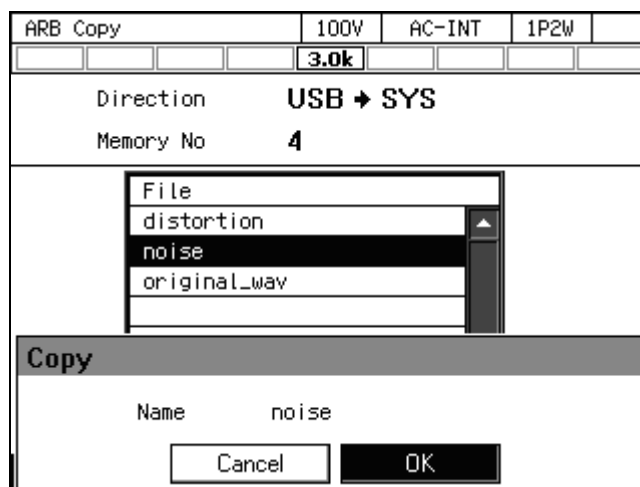 ARB Copy 100V AC-INT 1P2W
3.0k
Direction USB → SYS
Memory No 4
File
distortion
noise
original_wav
Copy
Name noise
Cancel OK